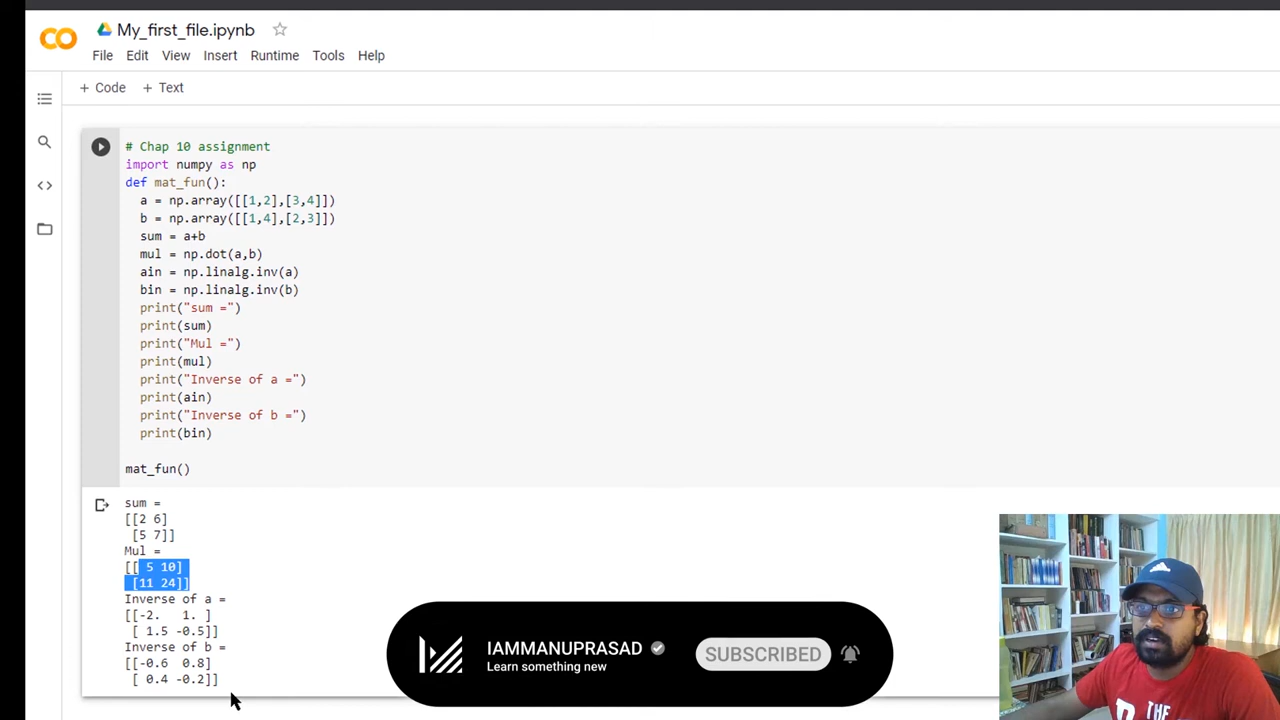 My_first_file.ipynb
File Edit View Insert Runtime Tools Help
+ Code + Text
# Chap 10 assignment
import numpy as np
def mat_fun():
a = np.array([[1,2],[3,4]])
b = np.array([[1,4],[2,3]])
sum = a+b
mul = np.dot(a,b)
ain = np.linalg.inv(a)
bin = np.linalg.inv(b)
print("sum =")
print(sum)
print("Mul =")
print(mul)
print("Inverse of a =")
print(ain)
print("Inverse of b =")
print(bin)
mat_fun()
sum =
[[2 6]
[5 7]]
Mul =
[[ 5 10]
[11 24]]
Inverse of a =
[[-2. 1. ]
[ 1.5 -0.5]]
Inverse of b =
[[-0.6 0.8]
[ 0.4 -0.2]]
IAMMANUPRASAD
Learn something new
SUBSCRIBED
THE